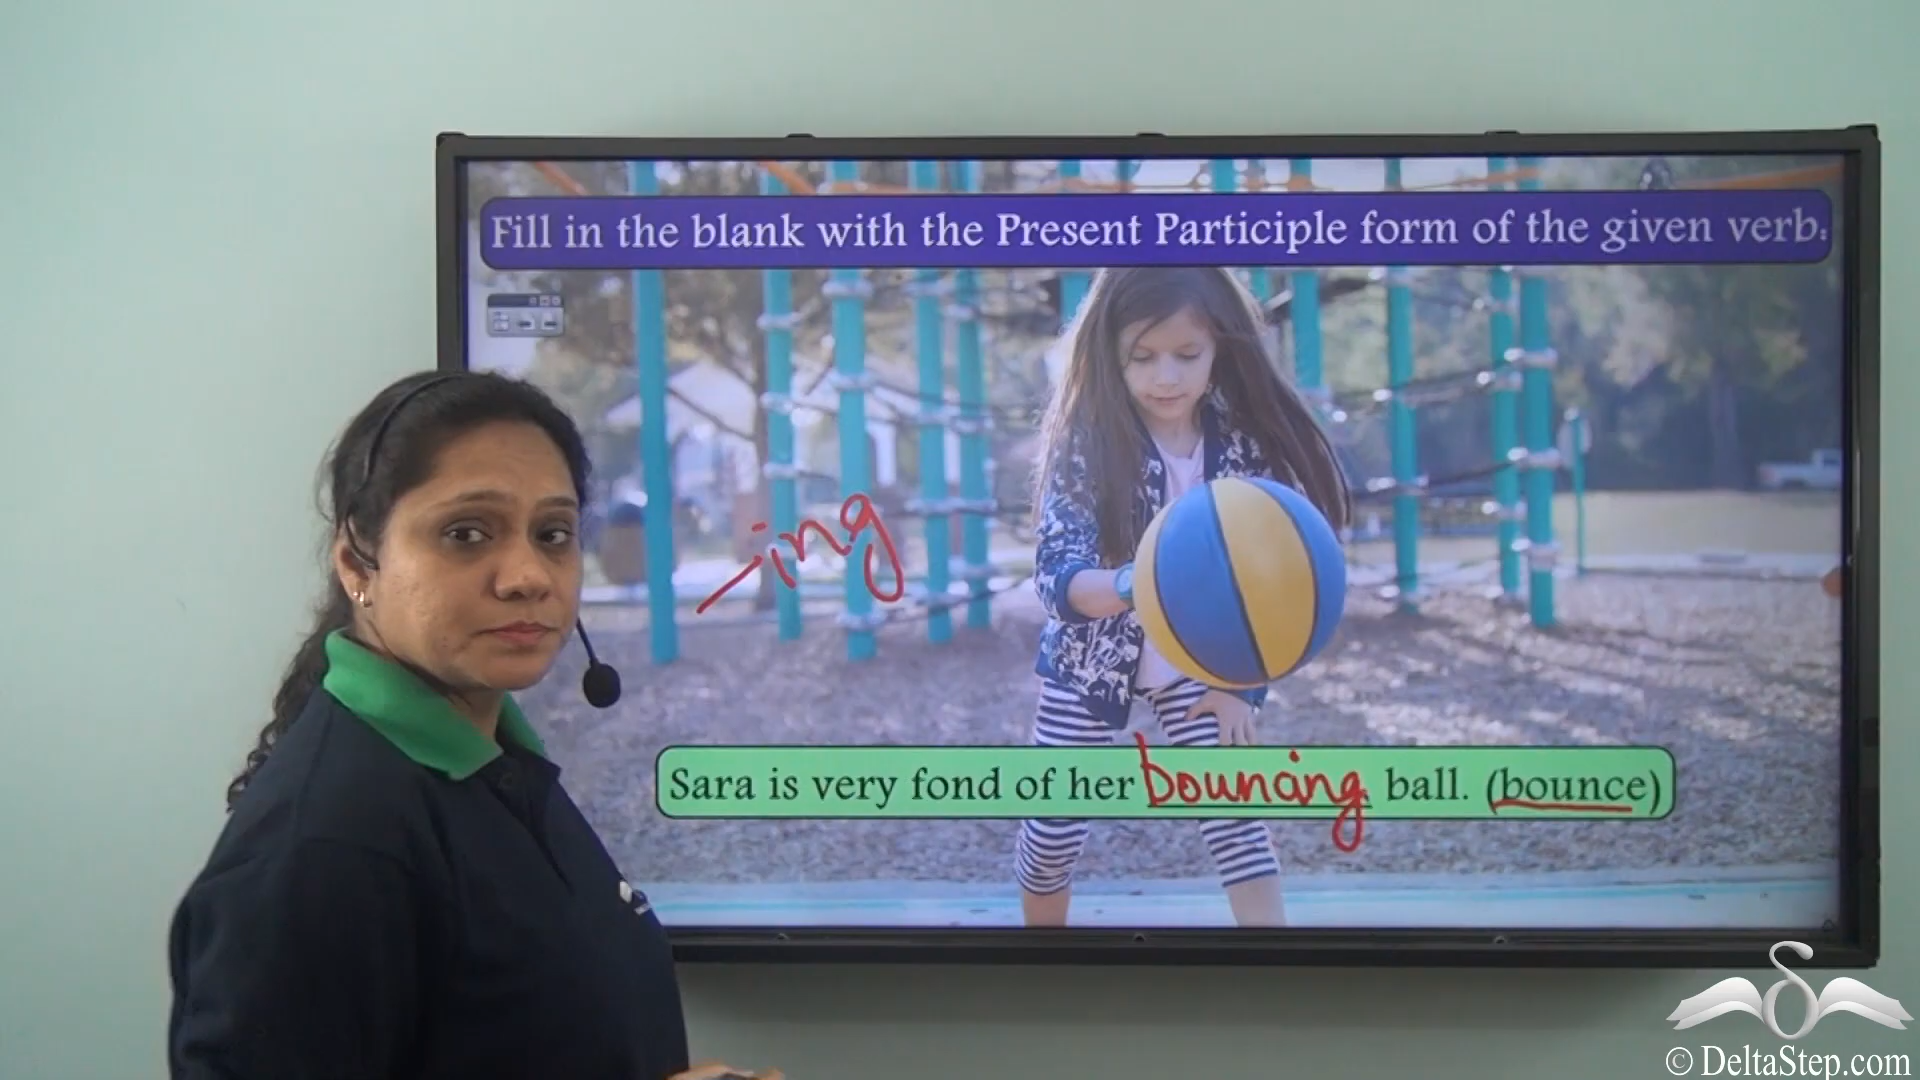 Fill in the blank with the Present Participle form of the given verb.
-ing
Sara is very fond of her bouncing ball. (bounce)
© DeltaStep.com